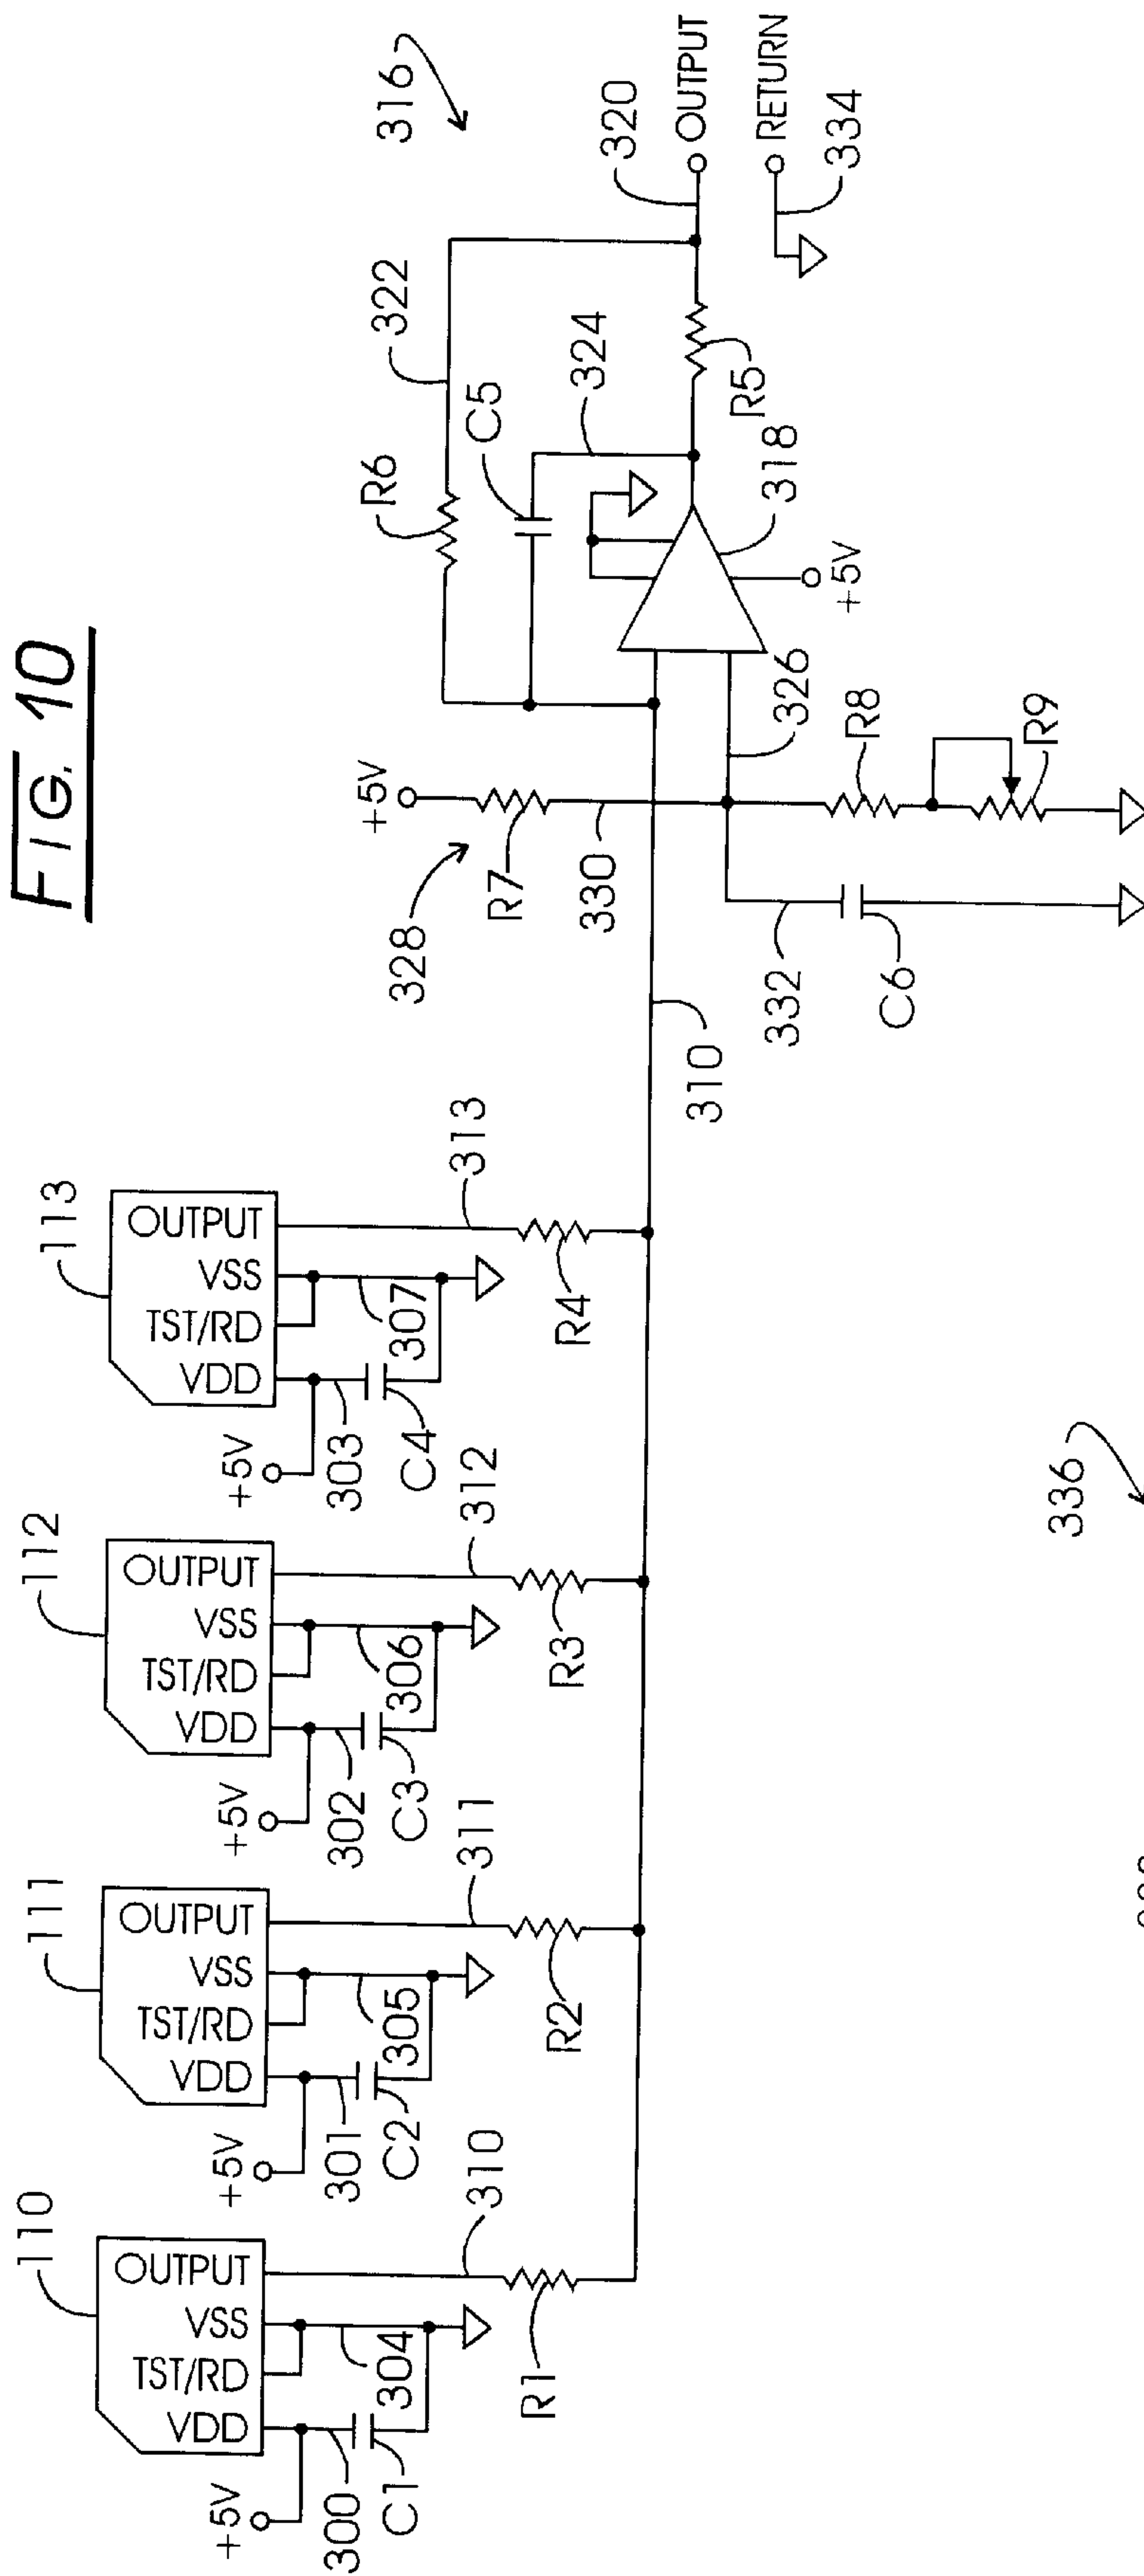 FIG. 10
110
111
112
113
OUTPUT
VSS
TST/RD
VDD
OUTPUT
VSS
TST/RD
VDD
OUTPUT
VSS
TST/RD
VDD
OUTPUT
VSS
TST/RD
VDD
+5V
+5V
+5V
+5V
300
304
C1
310
R1
301
305
C2
311
R2
302
306
C3
312
R3
303
307
C4
313
R4
310
328
+5V
R7
330
332
C6
326
R8
R9
R6
322
C5
324
318
+5V
R5
316
320
OUTPUT
RETURN
334
336